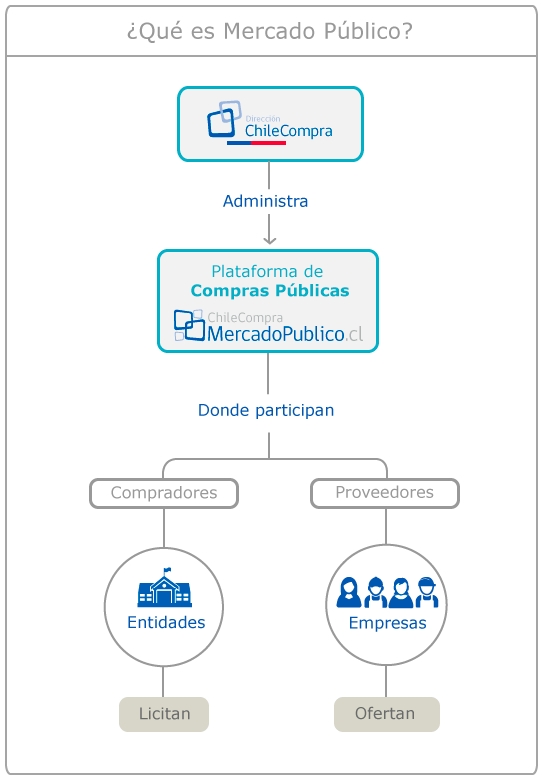 ¿Qué es Mercado Público?
Dirección
ChileCompra
Administra
Plataforma de
Compras Públicas
ChileCompra
MercadoPublico.cl
Donde participan
Compradores
Proveedores
Entidades
Empresas
Licitan
Ofertan